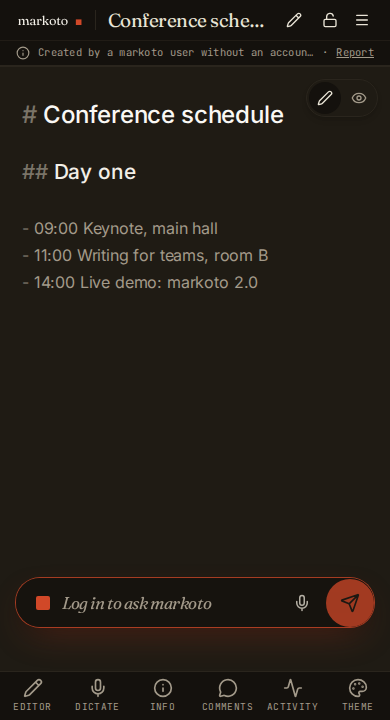 markoto
Conference sche…
Created by a markoto user without an accoun… · Report
# Conference schedule
## Day one
- 09:00 Keynote, main hall
- 11:00 Writing for teams, room B
- 14:00 Live demo: markoto 2.0
Log in to ask markoto
EDITOR DICTATE INFO COMMENTS ACTIVITY THEME